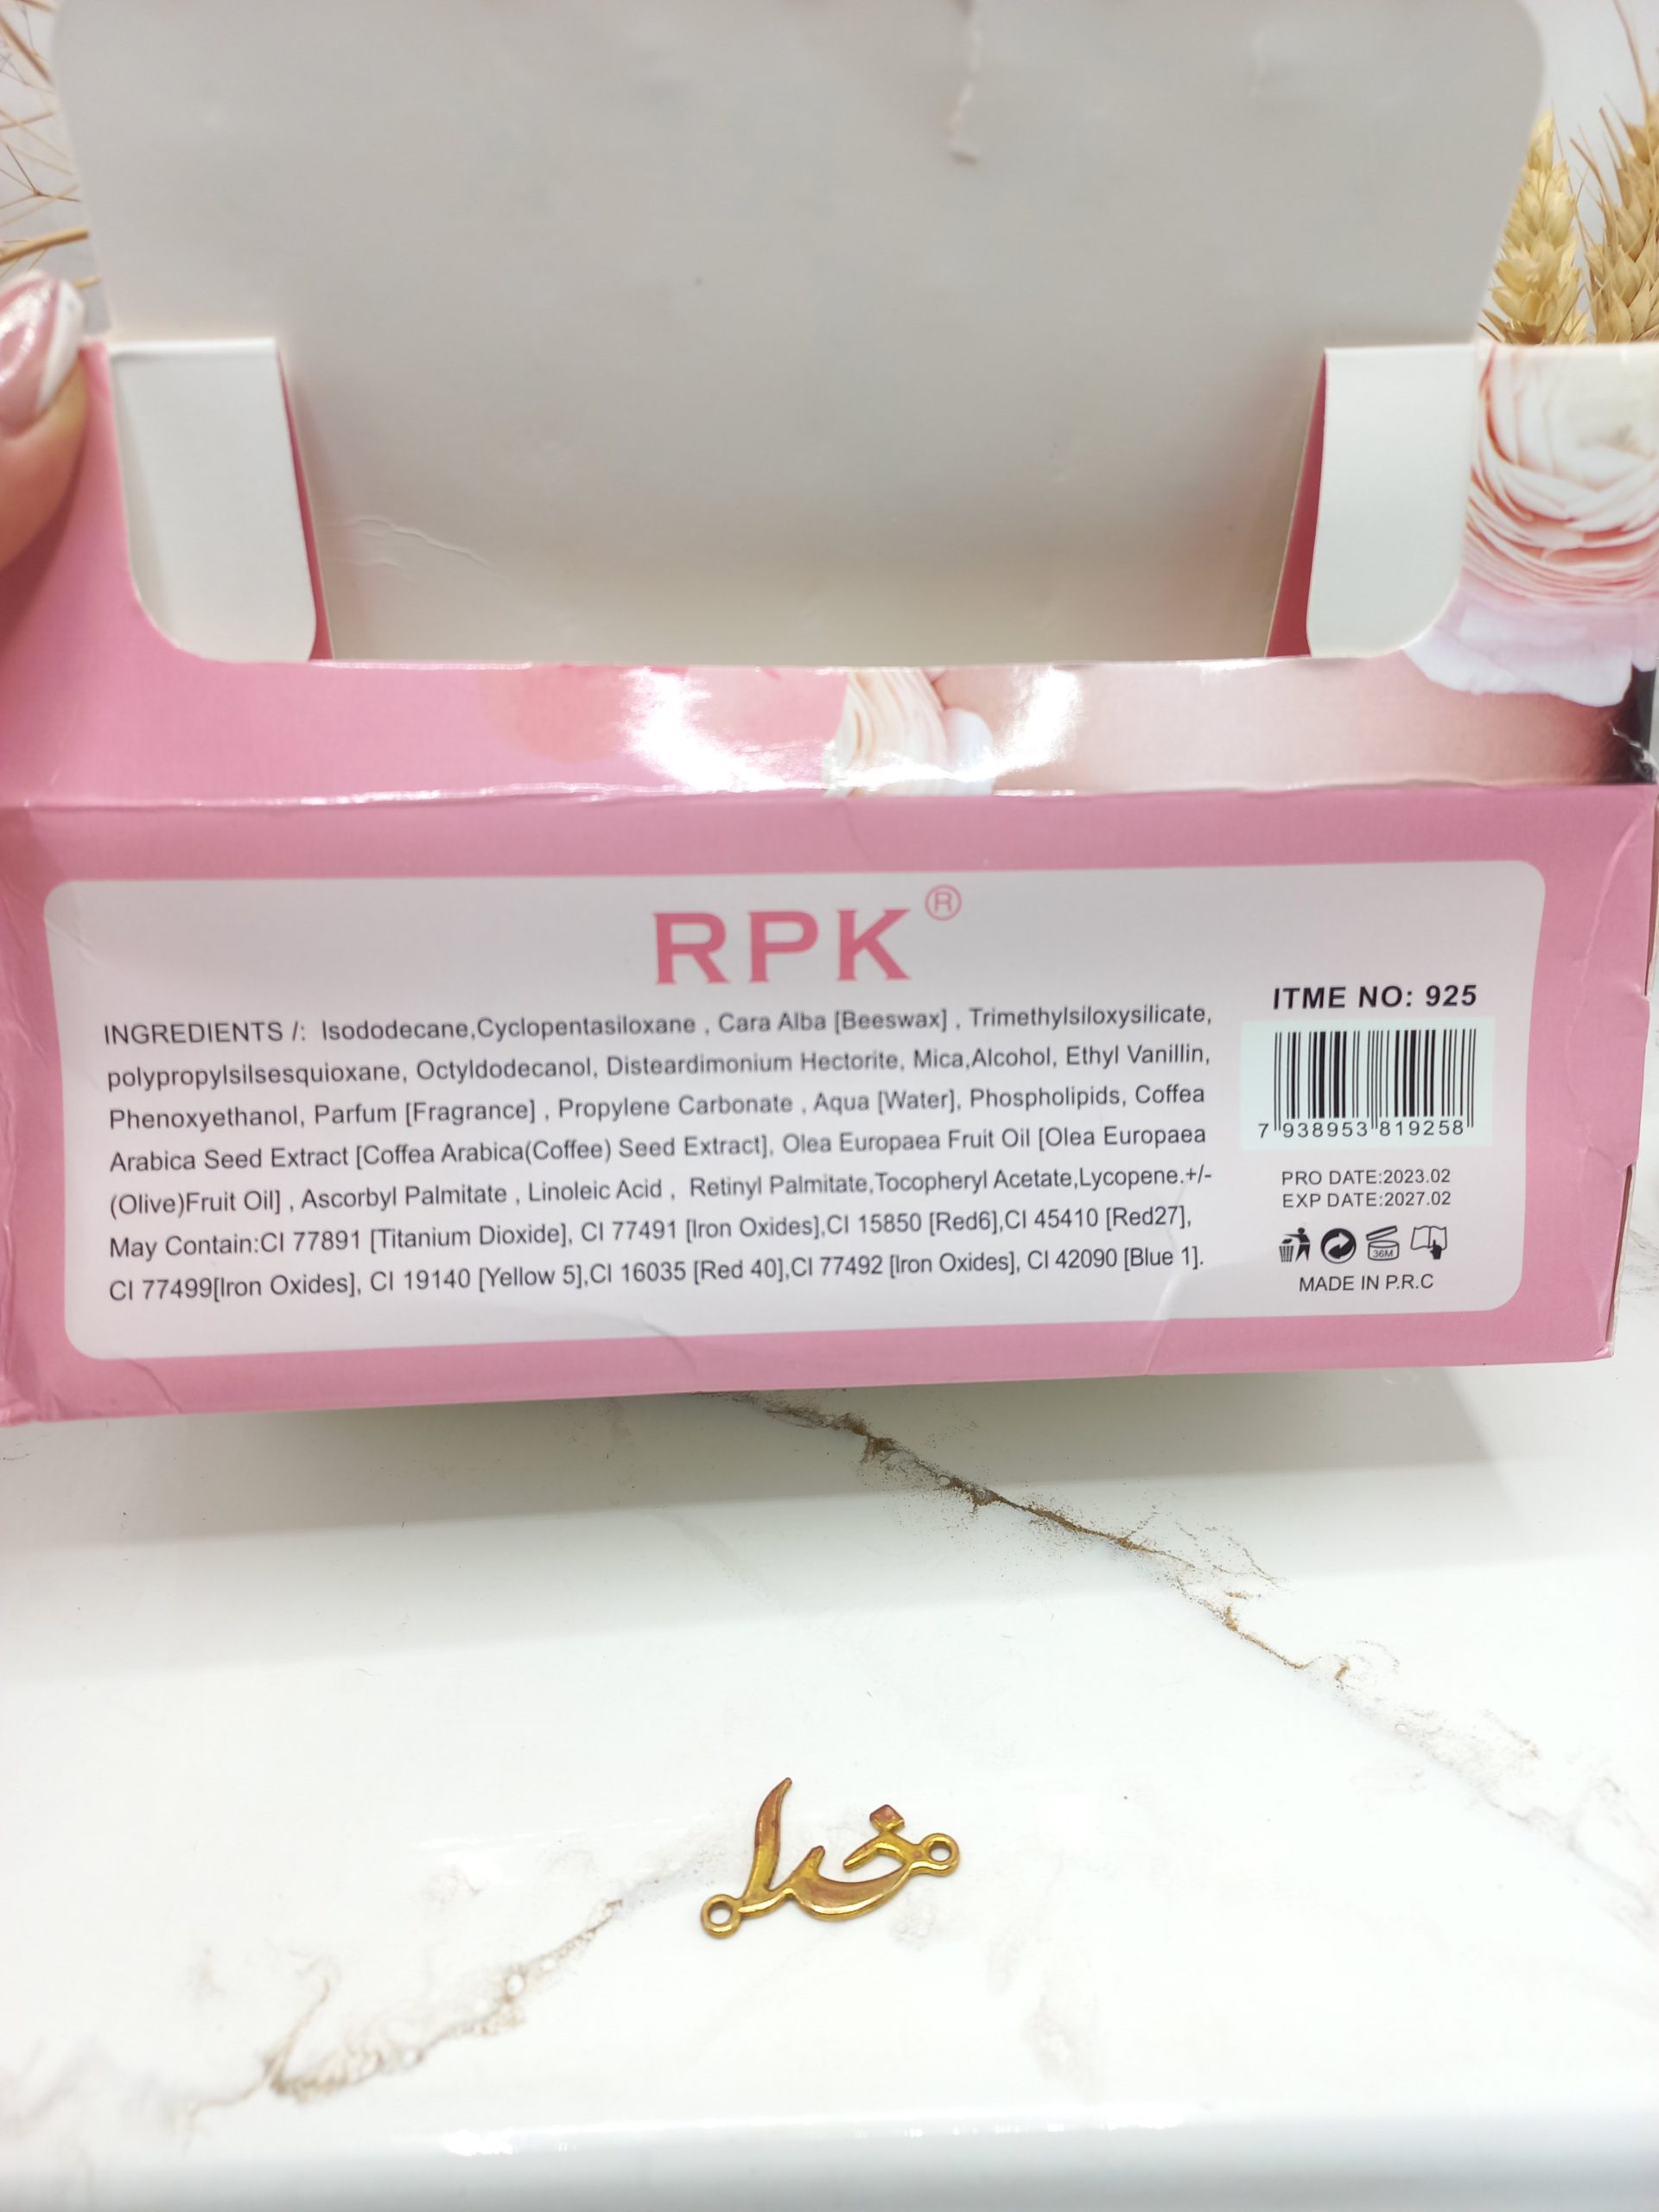 RPK®
INGREDIENTS /: Isododecane,Cyclopentasiloxane , Cara Alba [Beeswax] , Trimethylsiloxysilicate,
polypropylsilsesquioxane, Octyldodecanol, Disteardimonium Hectorite, Mica,Alcohol, Ethyl Vanillin,
Phenoxyethanol, Parfum [Fragrance] , Propylene Carbonate , Aqua [Water], Phospholipids, Coffea
Arabica Seed Extract [Coffea Arabica(Coffee) Seed Extract], Olea Europaea Fruit Oil [Olea Europaea
(Olive)Fruit Oil] , Ascorbyl Palmitate , Linoleic Acid , Retinyl Palmitate,Tocopheryl Acetate,Lycopene.+/-
May Contain:CI 77891 [Titanium Dioxide], CI 77491 [Iron Oxides],CI 15850 [Red6],CI 45410 [Red27],
CI 77499[Iron Oxides], CI 19140 [Yellow 5],CI 16035 [Red 40],CI 77492 [Iron Oxides], CI 42090 [Blue 1].
ITME NO: 925
7 938953 819258
PRO DATE:2023.02
EXP DATE:2027.02
36M
MADE IN P.R.C
خدا